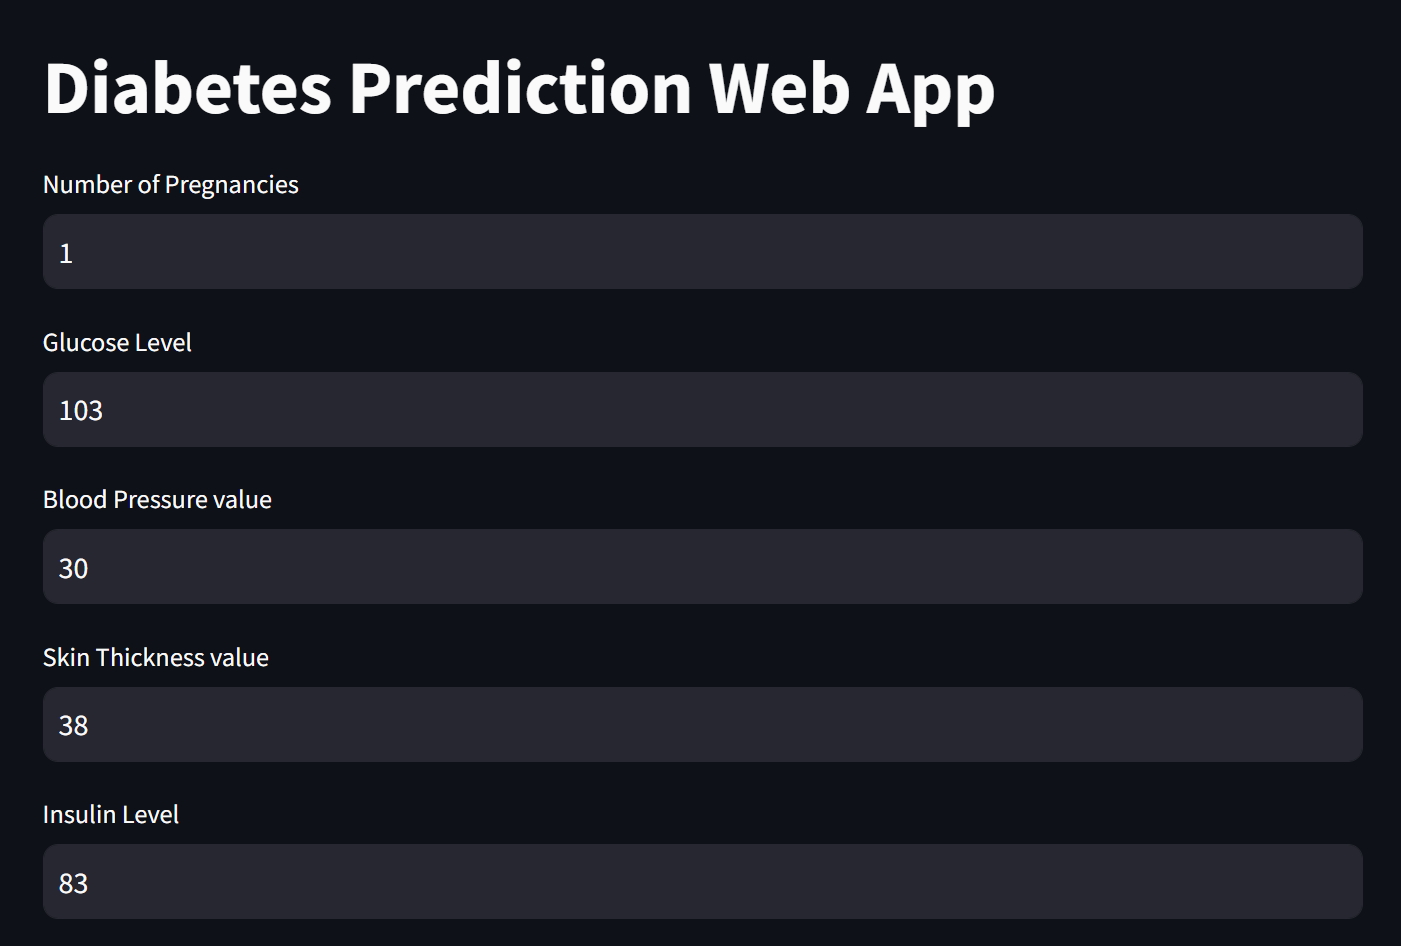 Diabetes Prediction Web App
Number of Pregnancies
1
Glucose Level
103
Blood Pressure value
30
Skin Thickness value
38
Insulin Level
83